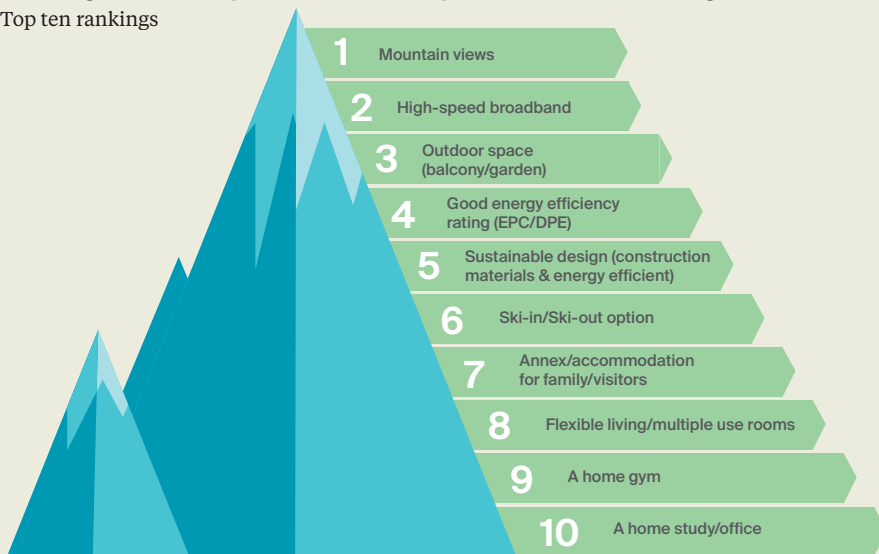 Top ten rankings
1 Mountain views
2 High-speed broadband
3 Outdoor space
(balcony/garden)
4 Good energy efficiency
rating (EPC/DPE)
5 Sustainable design (construction
materials & energy efficient)
6 Ski-in/Ski-out option
7 Annex/accommodation
for family/visitors
8 Flexible living/multiple use rooms
9 A home gym
10 A home study/office